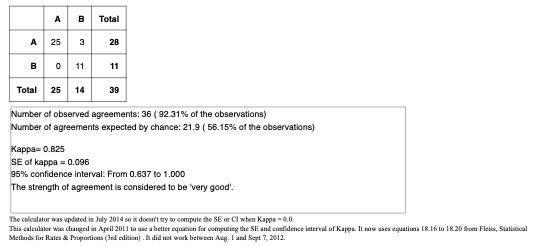 A B Total
A 25 3 28
B 0 11 11
Total 25 14 39
Number of observed agreements: 36 ( 92.31% of the observations)
Number of agreements expected by chance: 21.9 ( 56.15% of the observations)
Kappa= 0.825
SE of kappa = 0.096
95% confidence interval: From 0.637 to 1.000
The strength of agreement is considered to be 'very good'.
The calculator was updated in July 2014 so it doesn't try to compute the SE or CI when Kappa = 0.0.
This calculator was changed in April 2011 to use a better equation for computing the SE and confidence interval of Kappa. It now uses equations 18.16 to 18.20 from Fleiss, Statistical
Methods for Rates & Proportions (3rd edition) . It did not work between Aug. 1 and Sept 7, 2012.